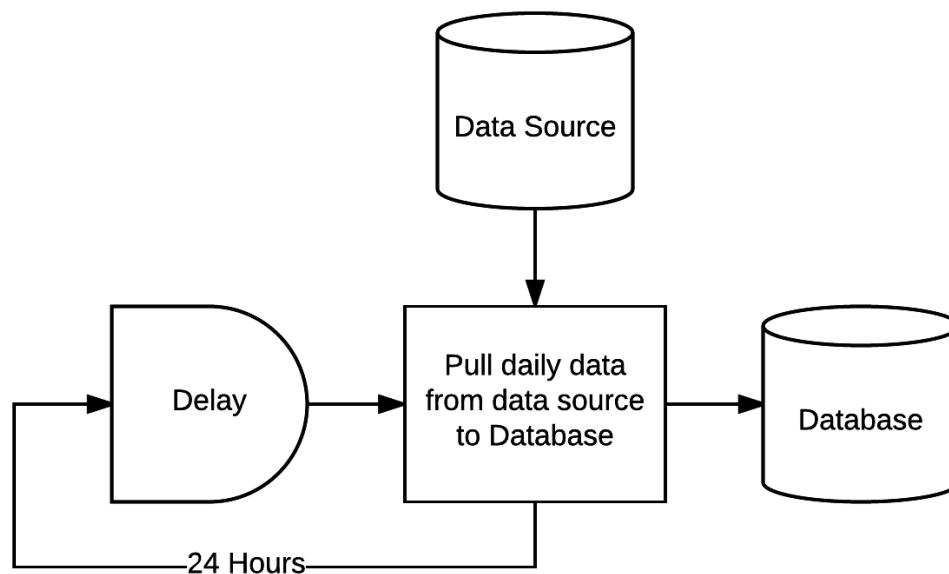 Data Source
Delay
Pull daily data
from data source
to Database
Database
24 Hours